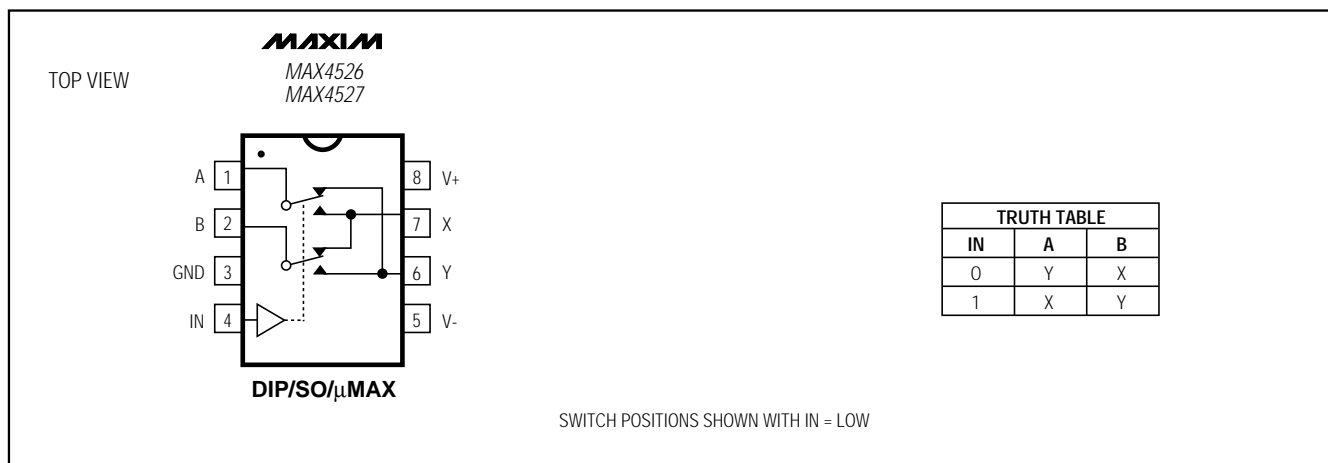 MAXIM
MAX4526
MAX4527
TOP VIEW
A 1
8 V+
B 2
7 X
GND 3
6 Y
IN 4
5 V-
DIP/SO/μMAX
TRUTH TABLE
IN A B
0 Y X
1 X Y
SWITCH POSITIONS SHOWN WITH IN = LOW